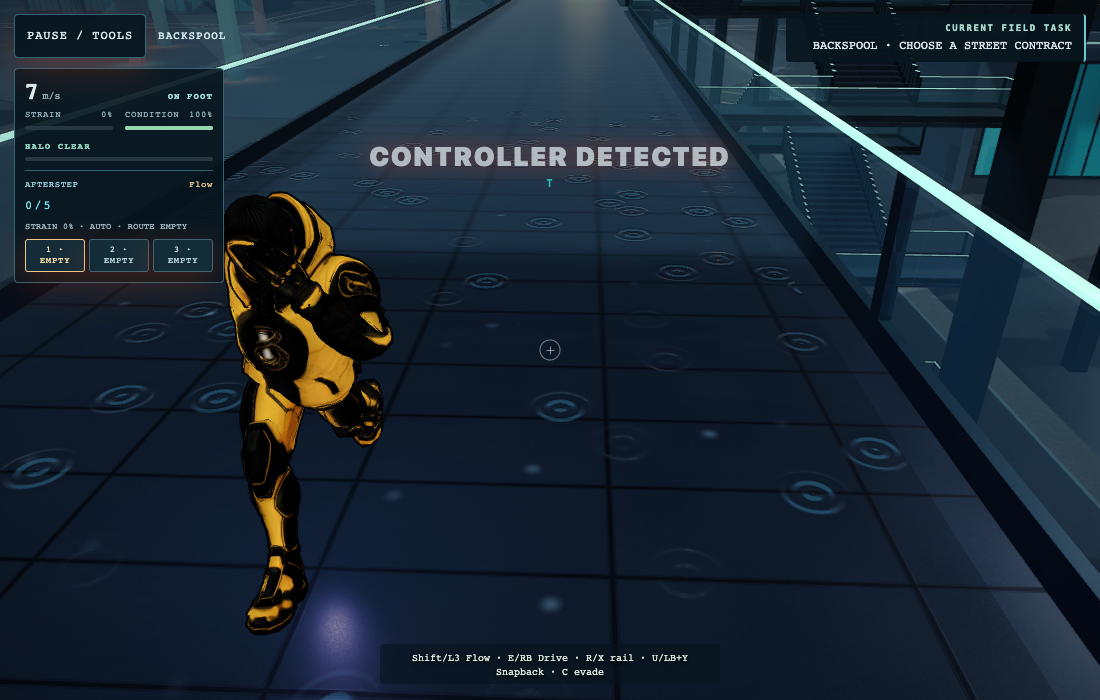 PAUSE / TOOLS
BACKSPOOL
CURRENT FIELD TASK
BACKSPOOL · CHOOSE A STREET CONTRACT
7 m/s
ON FOOT
STRAIN 0%
CONDITION 100%
HALO CLEAR
AFTERSTEP
Flow
0/5
STRAIN 0% · AUTO · ROUTE EMPTY
1 · EMPTY
2 · EMPTY
3 · EMPTY
CONTROLLER DETECTED
T
Shift/L3 Flow · E/RB Drive · R/X rail · U/LB+Y
Snapback · C evade